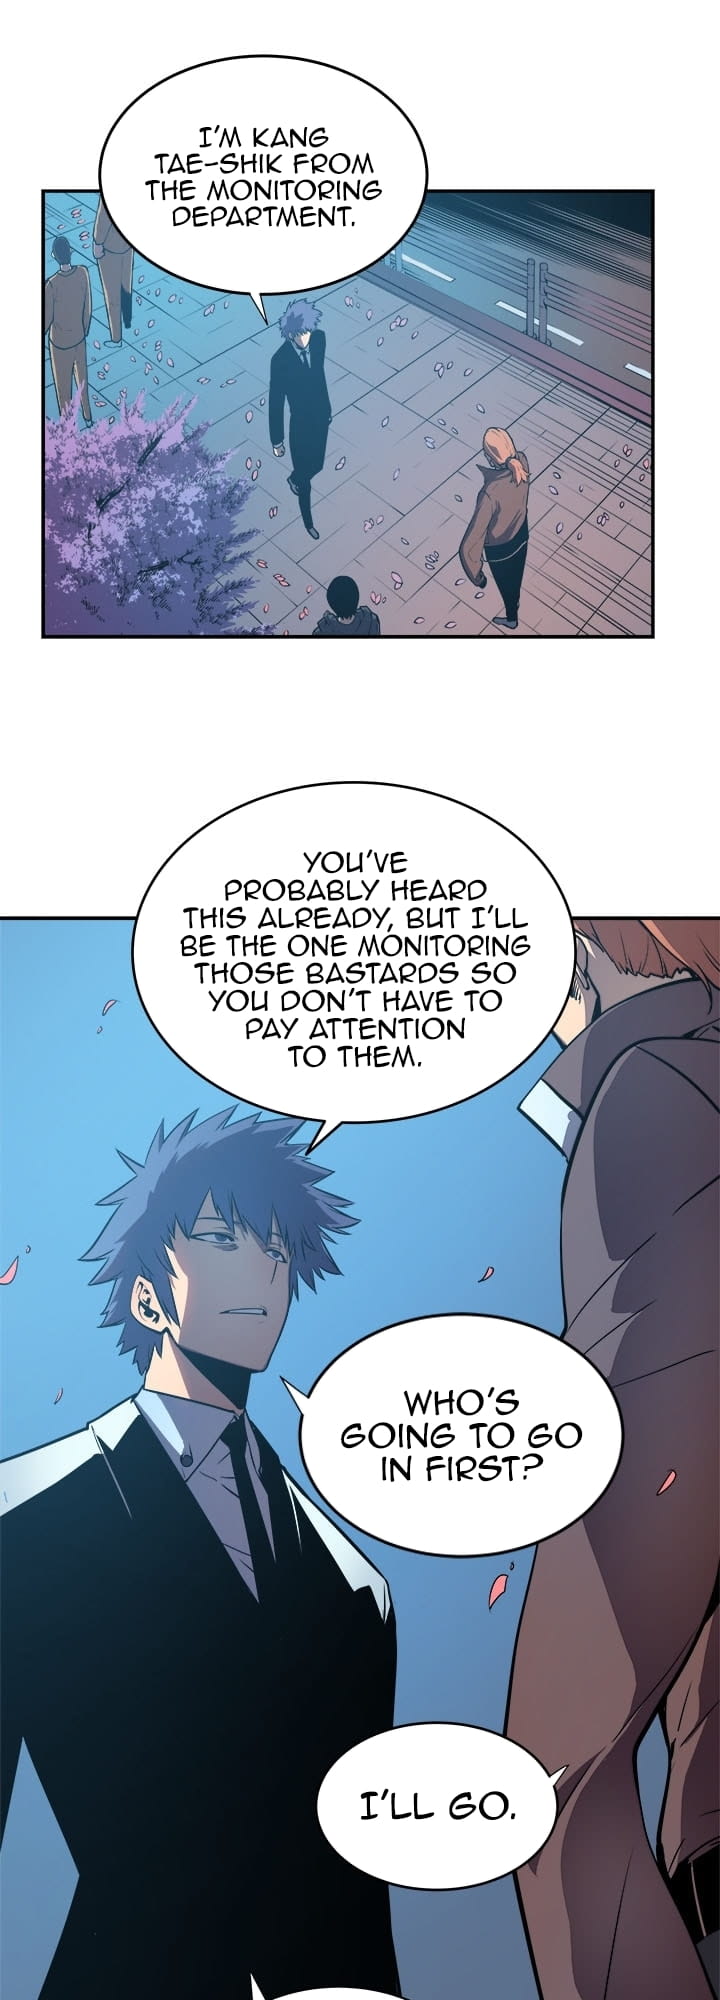 I'M KANG
TAE-SHIK FROM
THE MONITORING
DEPARTMENT.
YOU'VE
PROBABLY HEARD
THIS ALREADY, BUT I'LL
BE THE ONE MONITORING
THOSE BASTARDS SO
YOU DON'T HAVE TO
PAY ATTENTION
TO THEM.
WHO'S
GOING TO GO
IN FIRST?
I'LL GO.